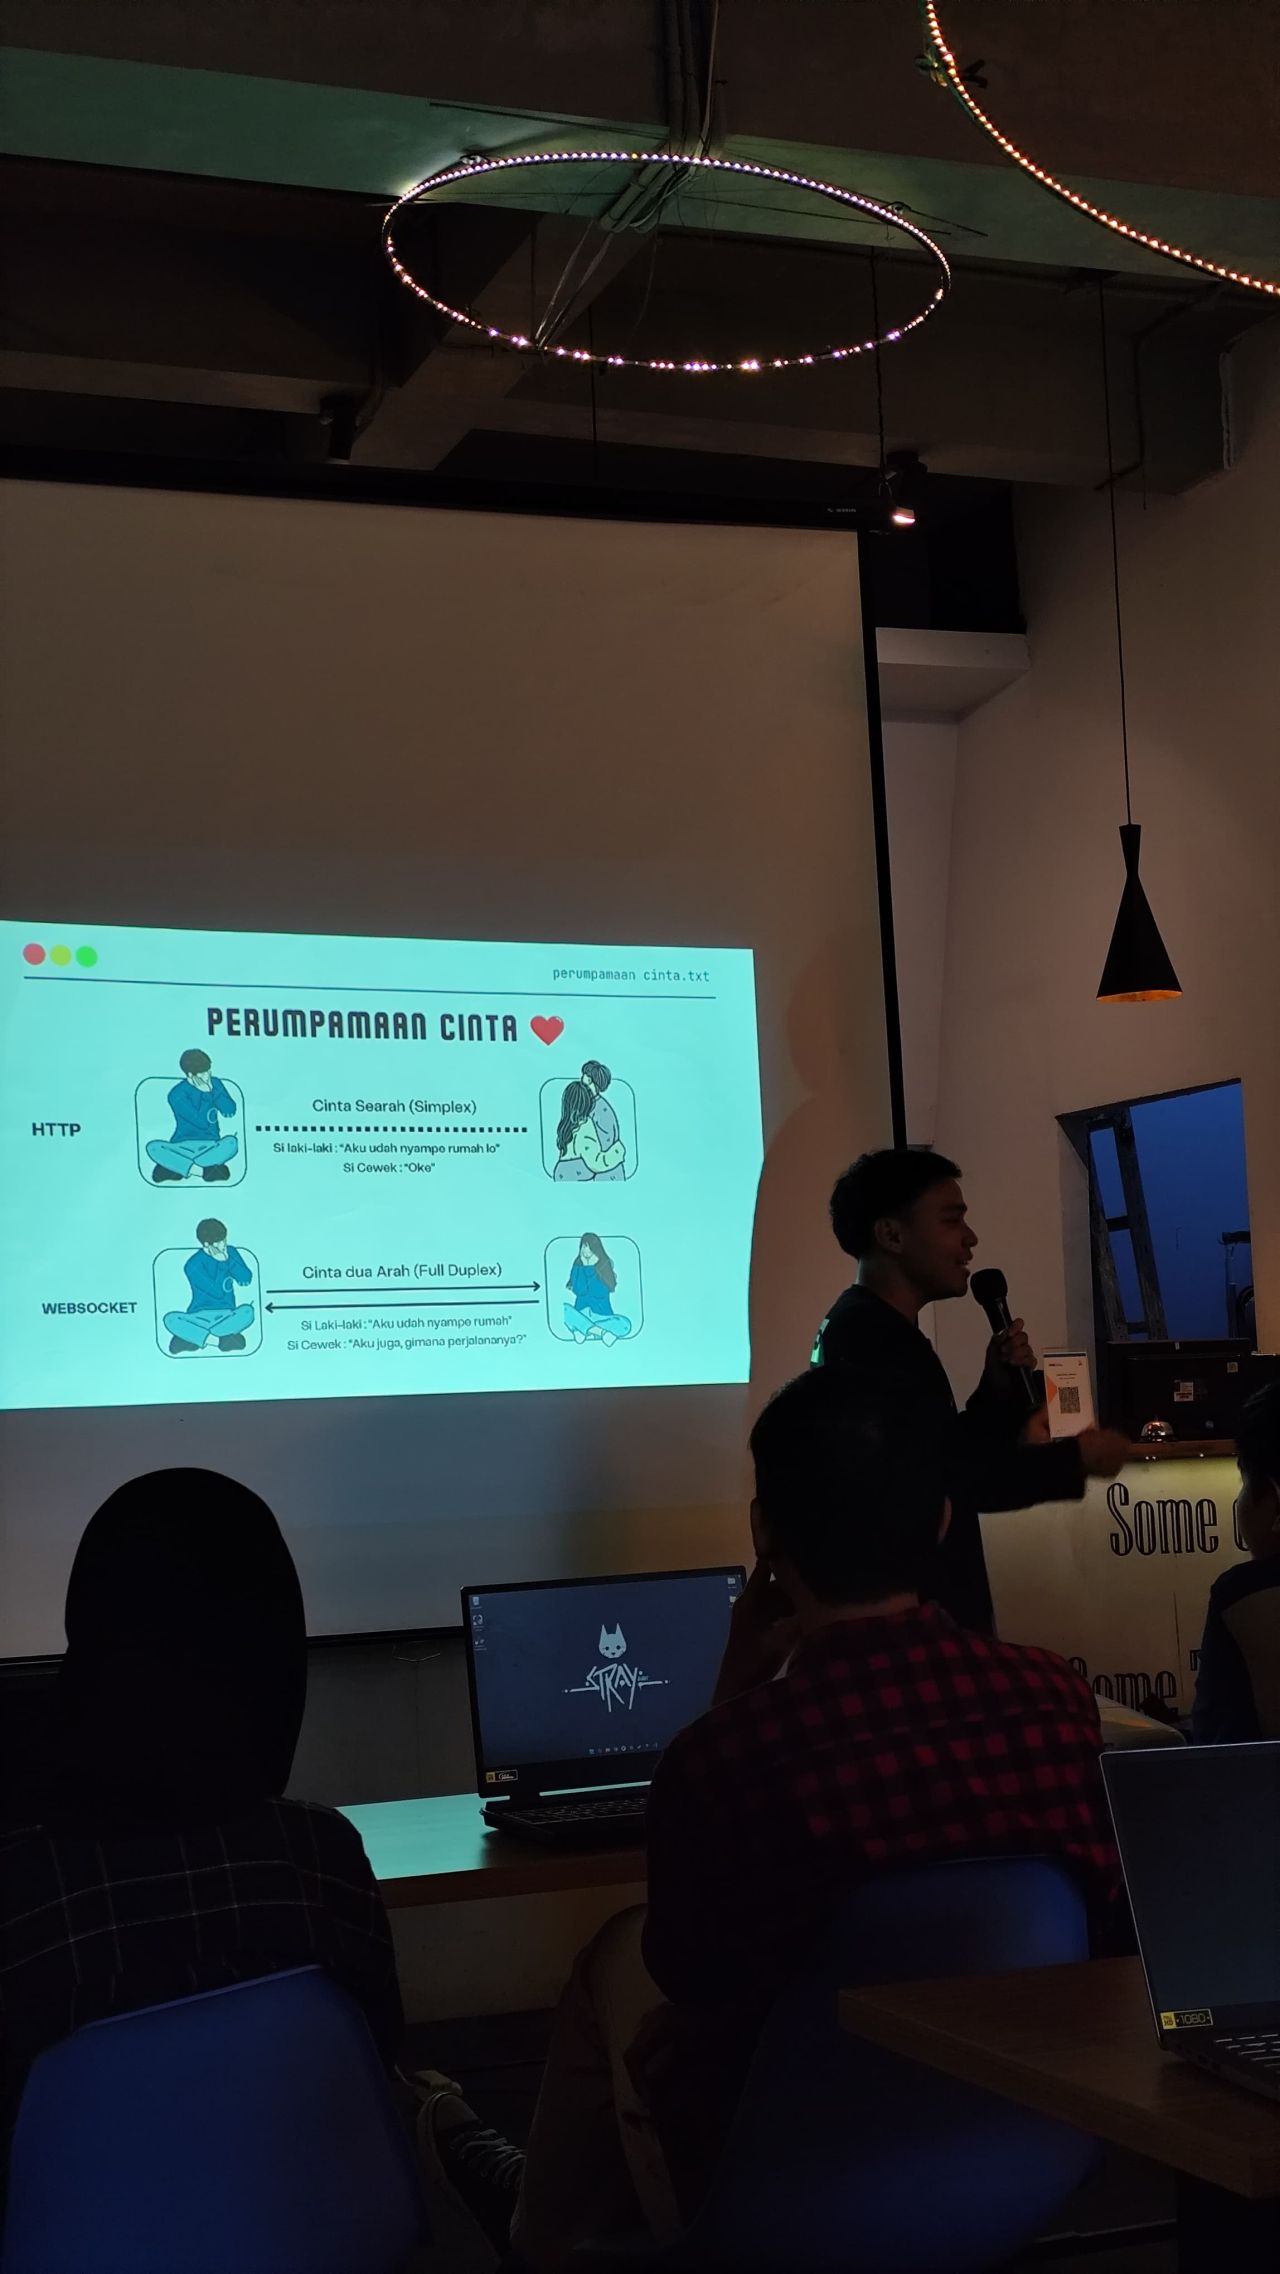 perumpamaan cinta.txt
PERUMPAMAAN CINTA
HTTP
Cinta Searah (Simplex)
Si laki-laki : "Aku udah nyampe rumah lo"
Si Cewek : "Oke"
WEBSOCKET
Cinta dua Arah (Full Duplex)
Si Laki-laki : "Aku udah nyampe rumah"
Si Cewek : "Aku juga, gimana perjalananya?"
Some
STRAY
Some
1080